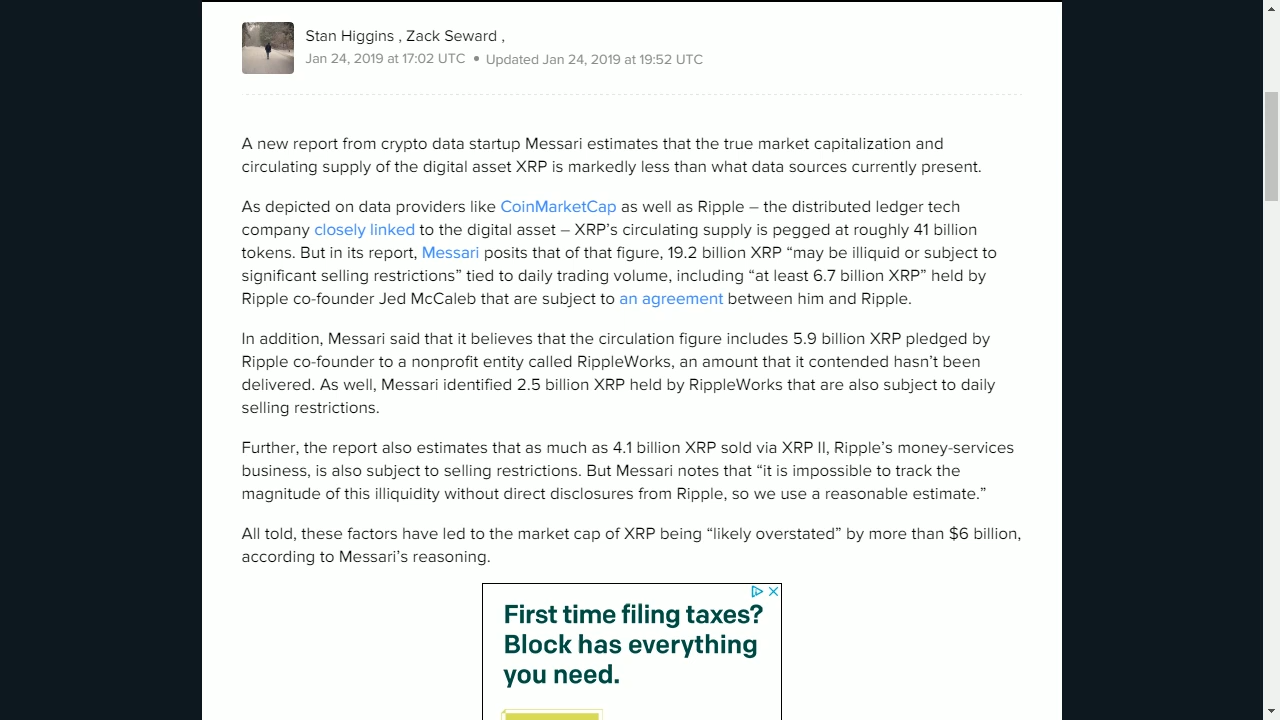 Stan Higgins , Zack Seward ,
Jan 24, 2019 at 17:02 UTC • Updated Jan 24, 2019 at 19:52 UTC
A new report from crypto data startup Messari estimates that the true market capitalization and
circulating supply of the digital asset XRP is markedly less than what data sources currently present.
As depicted on data providers like CoinMarketCap as well as Ripple – the distributed ledger tech
company closely linked to the digital asset – XRP’s circulating supply is pegged at roughly 41 billion
tokens. But in its report, Messari posits that of that figure, 19.2 billion XRP “may be illiquid or subject to
significant selling restrictions” tied to daily trading volume, including “at least 6.7 billion XRP” held by
Ripple co-founder Jed McCaleb that are subject to an agreement between him and Ripple.
In addition, Messari said that it believes that the circulation figure includes 5.9 billion XRP pledged by
Ripple co-founder to a nonprofit entity called RippleWorks, an amount that it contended hasn’t been
delivered. As well, Messari identified 2.5 billion XRP held by RippleWorks that are also subject to daily
selling restrictions.
Further, the report also estimates that as much as 4.1 billion XRP sold via XRP II, Ripple’s money-services
business, is also subject to selling restrictions. But Messari notes that “it is impossible to track the
magnitude of this illiquidity without direct disclosures from Ripple, so we use a reasonable estimate.”
All told, these factors have led to the market cap of XRP being “likely overstated” by more than $6 billion,
according to Messari’s reasoning.
First time filing taxes?
Block has everything
you need.